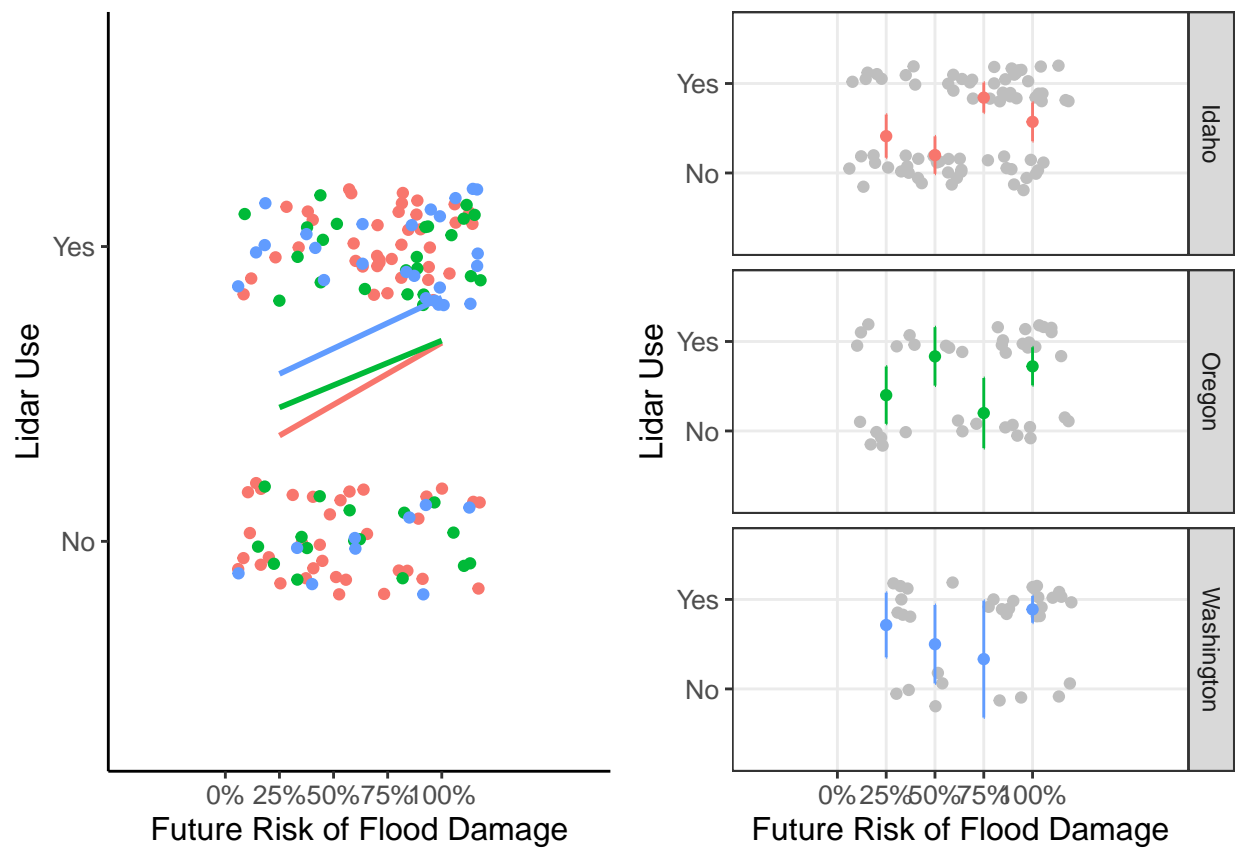 Lidar Use
Yes
No
0% 25% 50% 75% 100%
Future Risk of Flood Damage
Lidar Use
Yes
No
Idaho
Yes
No
Oregon
Yes
No
Washington
0% 25% 50% 75% 100%
Future Risk of Flood Damage